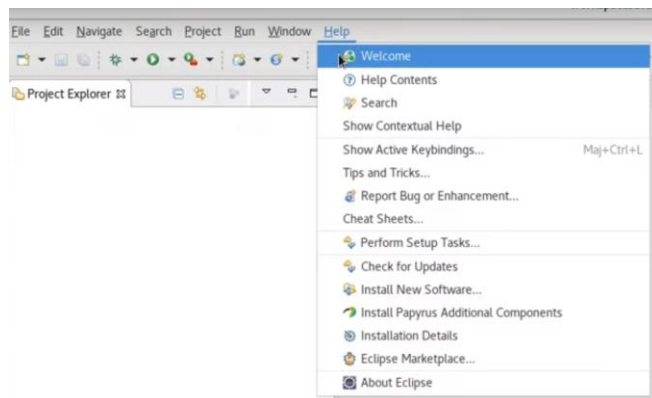 File Edit Navigate Search Project Run Window Help
Project Explorer
Welcome
Help Contents
Search
Show Contextual Help
Show Active Keybindings... Maj+Ctrl+L
Tips and Tricks...
Report Bug or Enhancement...
Cheat Sheets...
Perform Setup Tasks...
Check for Updates
Install New Software...
Install Papyrus Additional Components
Installation Details
Eclipse Marketplace...
About Eclipse